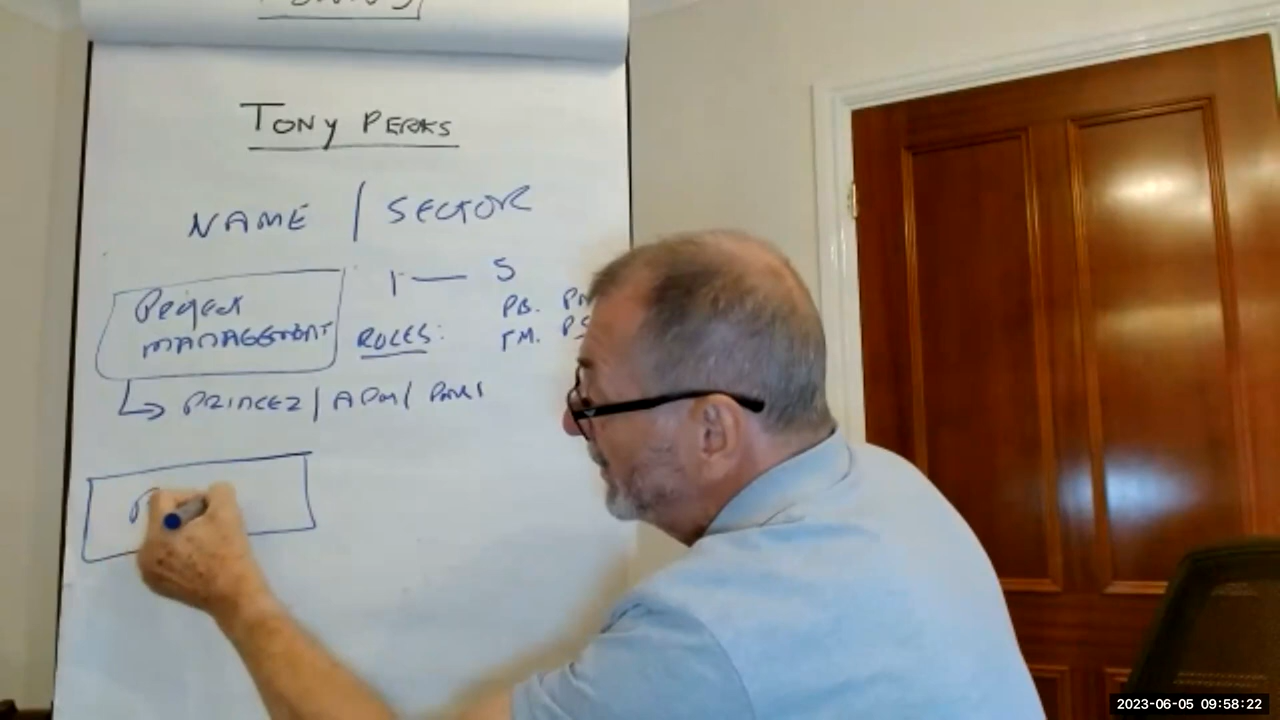 TONY PERKS
NAME / SECTOR
1 — 5
Project
MANAGEMENT
PB. PM
ROLES:
TM. PS
PRINCE2 / APM / PMI
2023-06-05 09:58:22